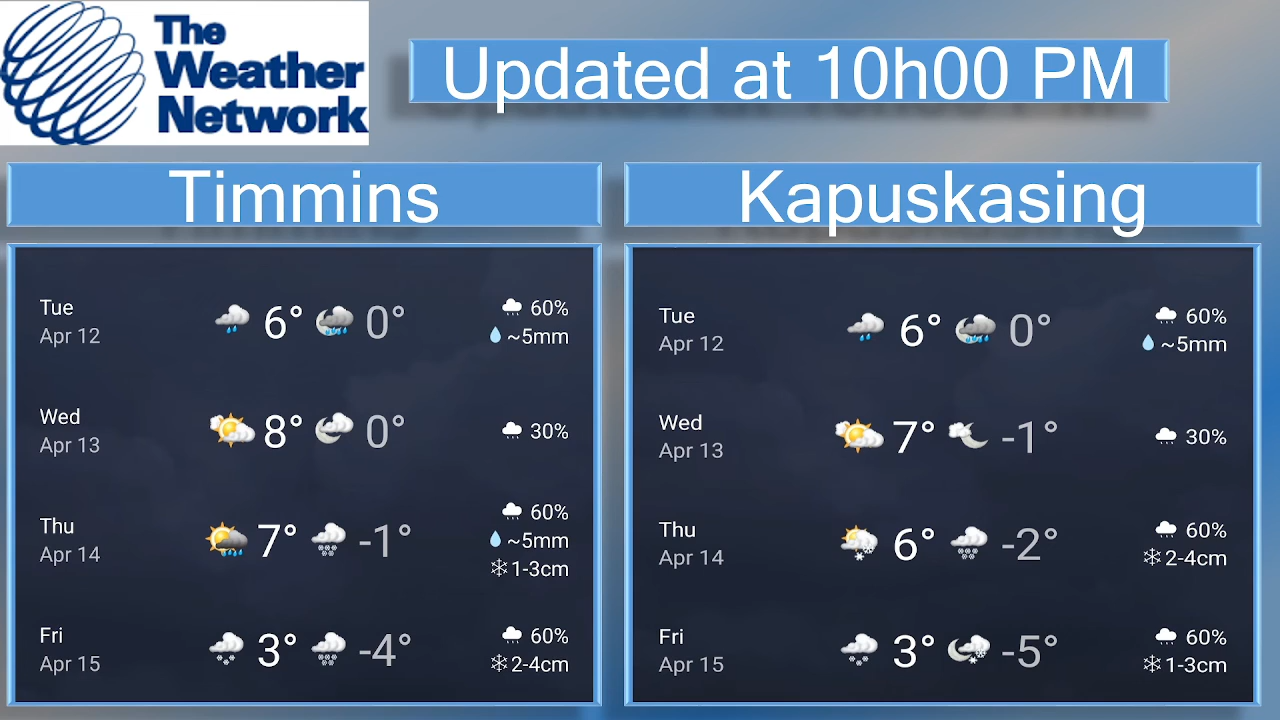 The
Weather
Network
Updated at 10h00 PM
Timmins
Tue
Apr 12
6° 0°
60%
~5mm
Wed
Apr 13
8° 0°
30%
Thu
Apr 14
7° -1°
60%
~5mm
1-3cm
Fri
Apr 15
3° -4°
60%
2-4cm
Kapuskasing
Tue
Apr 12
6° 0°
60%
~5mm
Wed
Apr 13
7° -1°
30%
Thu
Apr 14
6° -2°
60%
2-4cm
Fri
Apr 15
3° -5°
60%
1-3cm